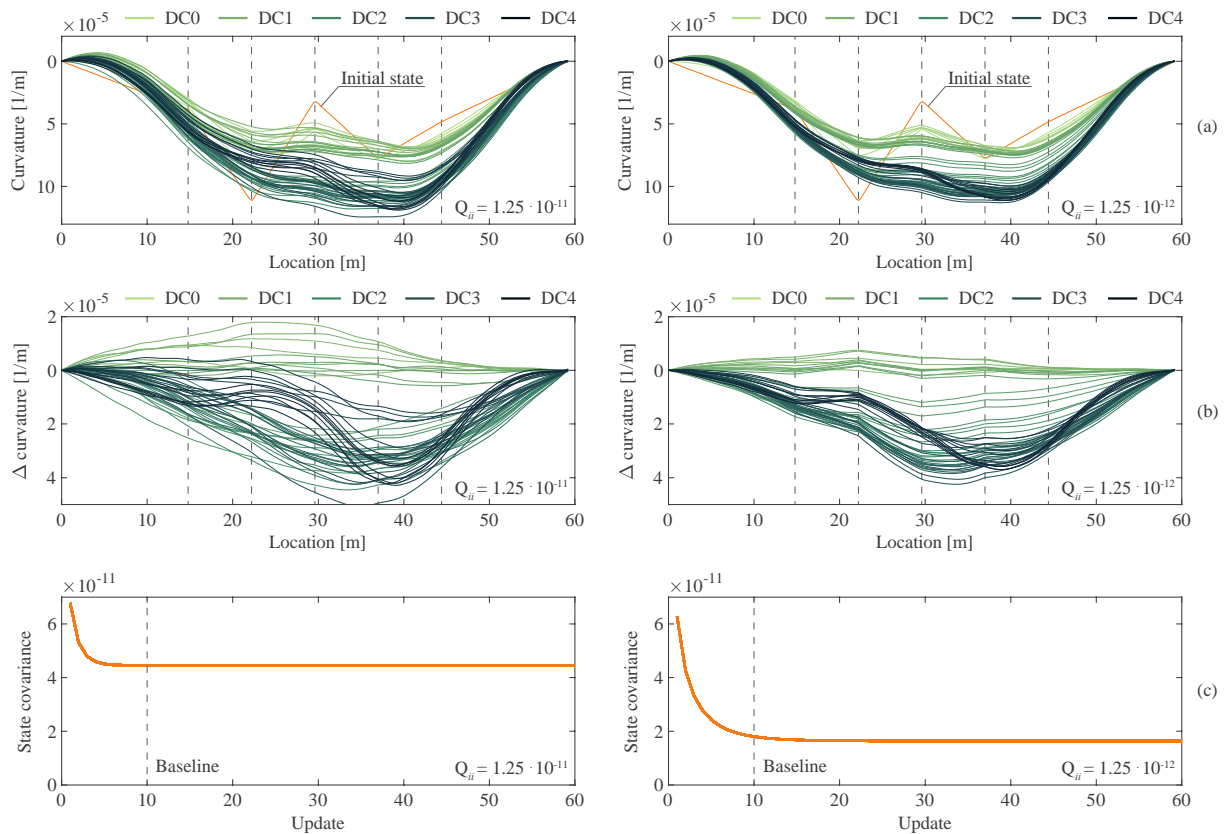 DC0 DC1 DC2 DC3 DC4
×10⁻⁵
0
5
10
Curvature [1/m]
Initial state
Qᵢᵢ = 1.25 · 10⁻¹¹
0 10 20 30 40 50 60
Location [m]
DC0 DC1 DC2 DC3 DC4
×10⁻⁵
0
5
10
Curvature [1/m]
Initial state
Qᵢᵢ = 1.25 · 10⁻¹²
0 10 20 30 40 50 60
Location [m]
(a)
DC0 DC1 DC2 DC3 DC4
×10⁻⁵
2
0
2
4
Δ curvature [1/m]
Qᵢᵢ = 1.25 · 10⁻¹¹
0 10 20 30 40 50 60
Location [m]
DC0 DC1 DC2 DC3 DC4
×10⁻⁵
2
0
2
4
Δ curvature [1/m]
Qᵢᵢ = 1.25 · 10⁻¹²
0 10 20 30 40 50 60
Location [m]
(b)
×10⁻¹¹
6
4
2
0
State covariance
Baseline
Qᵢᵢ = 1.25 · 10⁻¹¹
0 10 20 30 40 50 60
Update
×10⁻¹¹
6
4
2
0
State covariance
Baseline
Qᵢᵢ = 1.25 · 10⁻¹²
0 10 20 30 40 50 60
Update
(c)